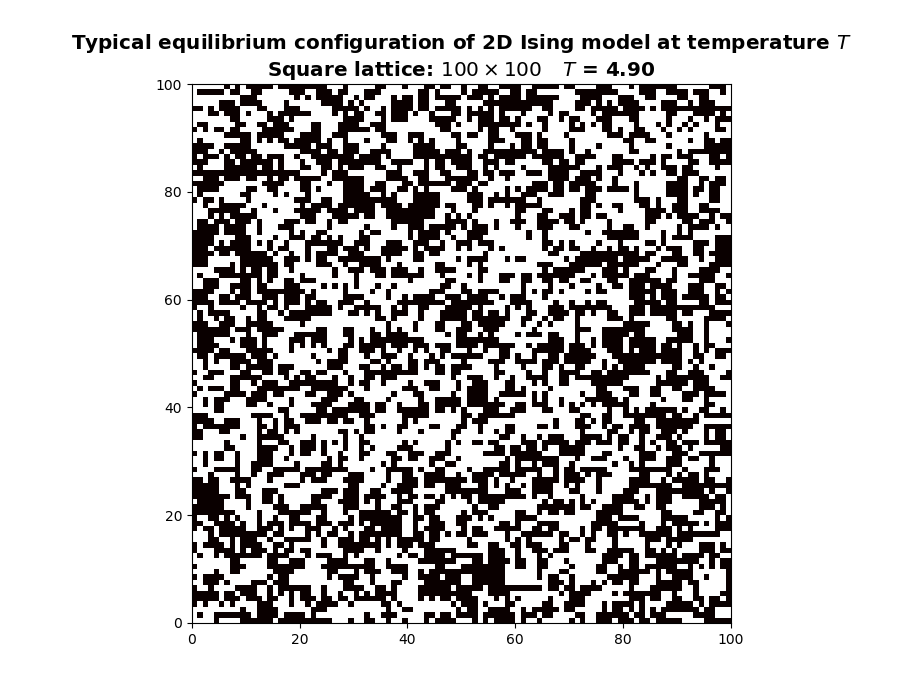 Typical equilibrium configuration of 2D Ising model at temperature T
Square lattice: 100 × 100 T = 4.90
100
80
60
40
20
0
0 20 40 60 80 100